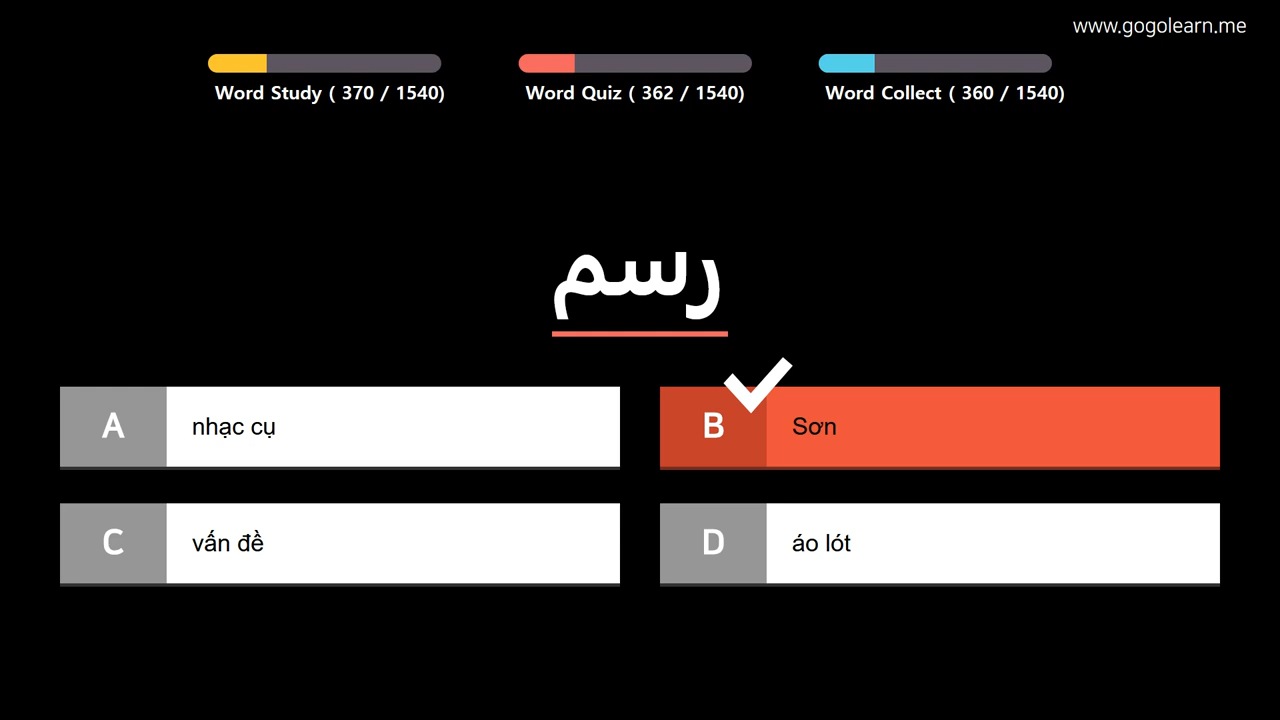 www.gogolearn.me
Word Study ( 370 / 1540)
Word Quiz ( 362 / 1540)
Word Collect ( 360 / 1540)
رسم
A nhạc cụ
B Sơn
C vấn đề
D áo lót